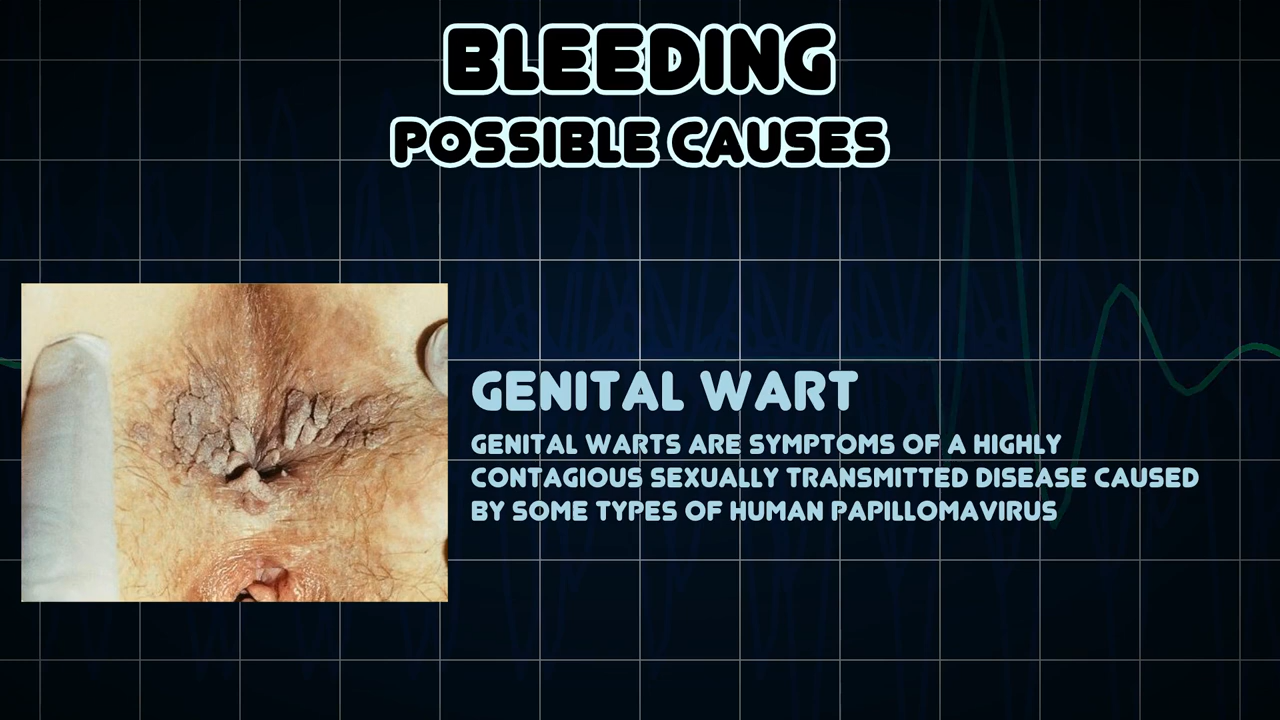 BLEEDING
POSSIBLE CAUSES
GENITAL WART
GENITAL WARTS ARE SYMPTOMS OF A HIGHLY
CONTAGIOUS SEXUALLY TRANSMITTED DISEASE CAUSED
BY SOME TYPES OF HUMAN PAPILLOMAVIRUS